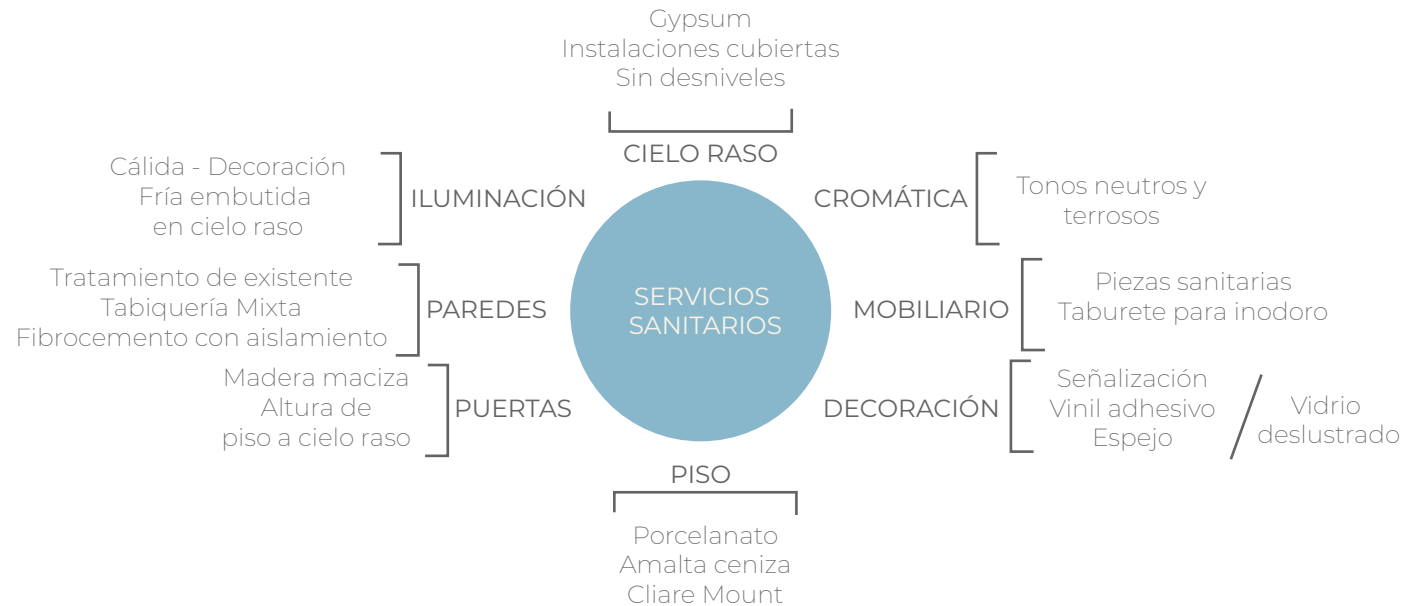 Gypsum
Instalaciones cubiertas
Sin desniveles
CIELO RASO
Cálida - Decoración
Fría embutida
en cielo raso
ILUMINACIÓN
CROMÁTICA
Tonos neutros y
terrosos
Tratamiento de existente
Tabiquería Mixta
Fibrocemento con aislamiento
PAREDES
SERVICIOS
SANITARIOS
MOBILIARIO
Piezas sanitarias
Taburete para inodoro
Madera maciza
Altura de
piso a cielo raso
PUERTAS
DECORACIÓN
Señalización
Vinil adhesivo
Espejo
Vidrio
deslustrado
PISO
Porcelanato
Amalta ceniza
Cliare Mount